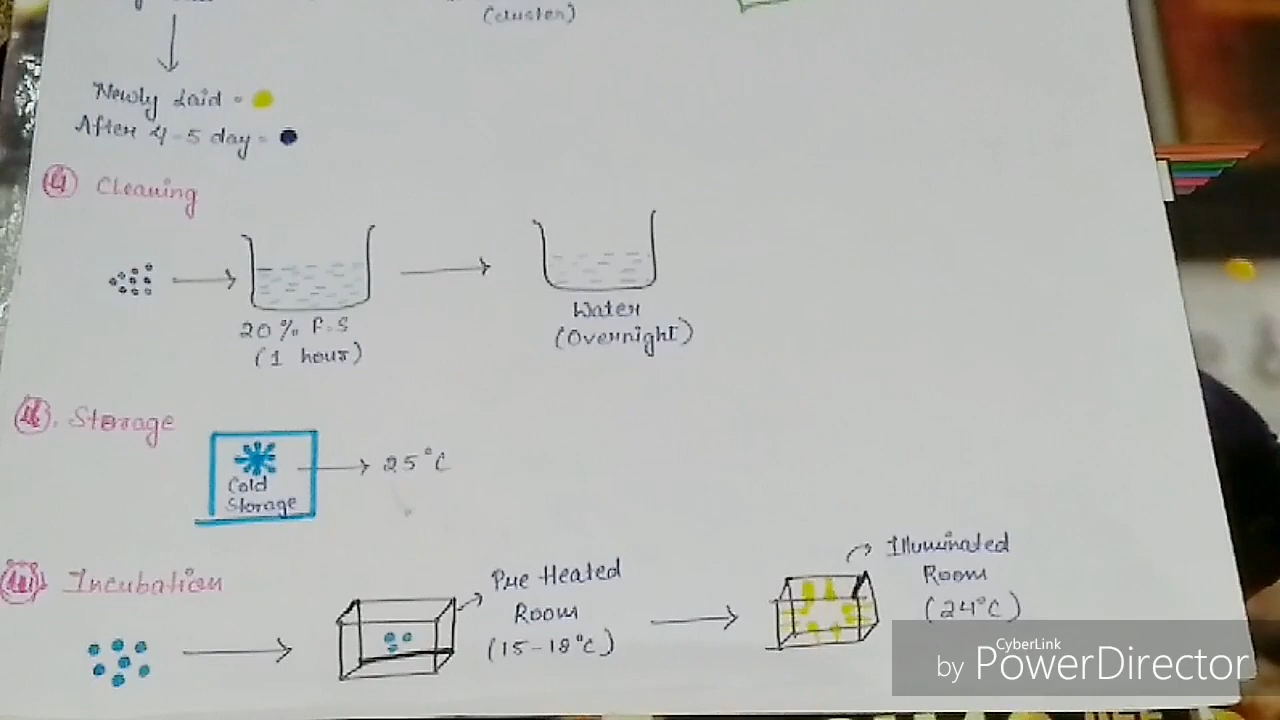 (cluster)
Newly Laid =
After 4-5 day =
Cleaning
20% F.S
(1 hour)
Water
(Overnight)
Storage
Cold
Storage
25°C
Incubation
Pre Heated
Room
(15-18°C)
Illuminated
Room
(24°C)
CyberLink
by PowerDirector